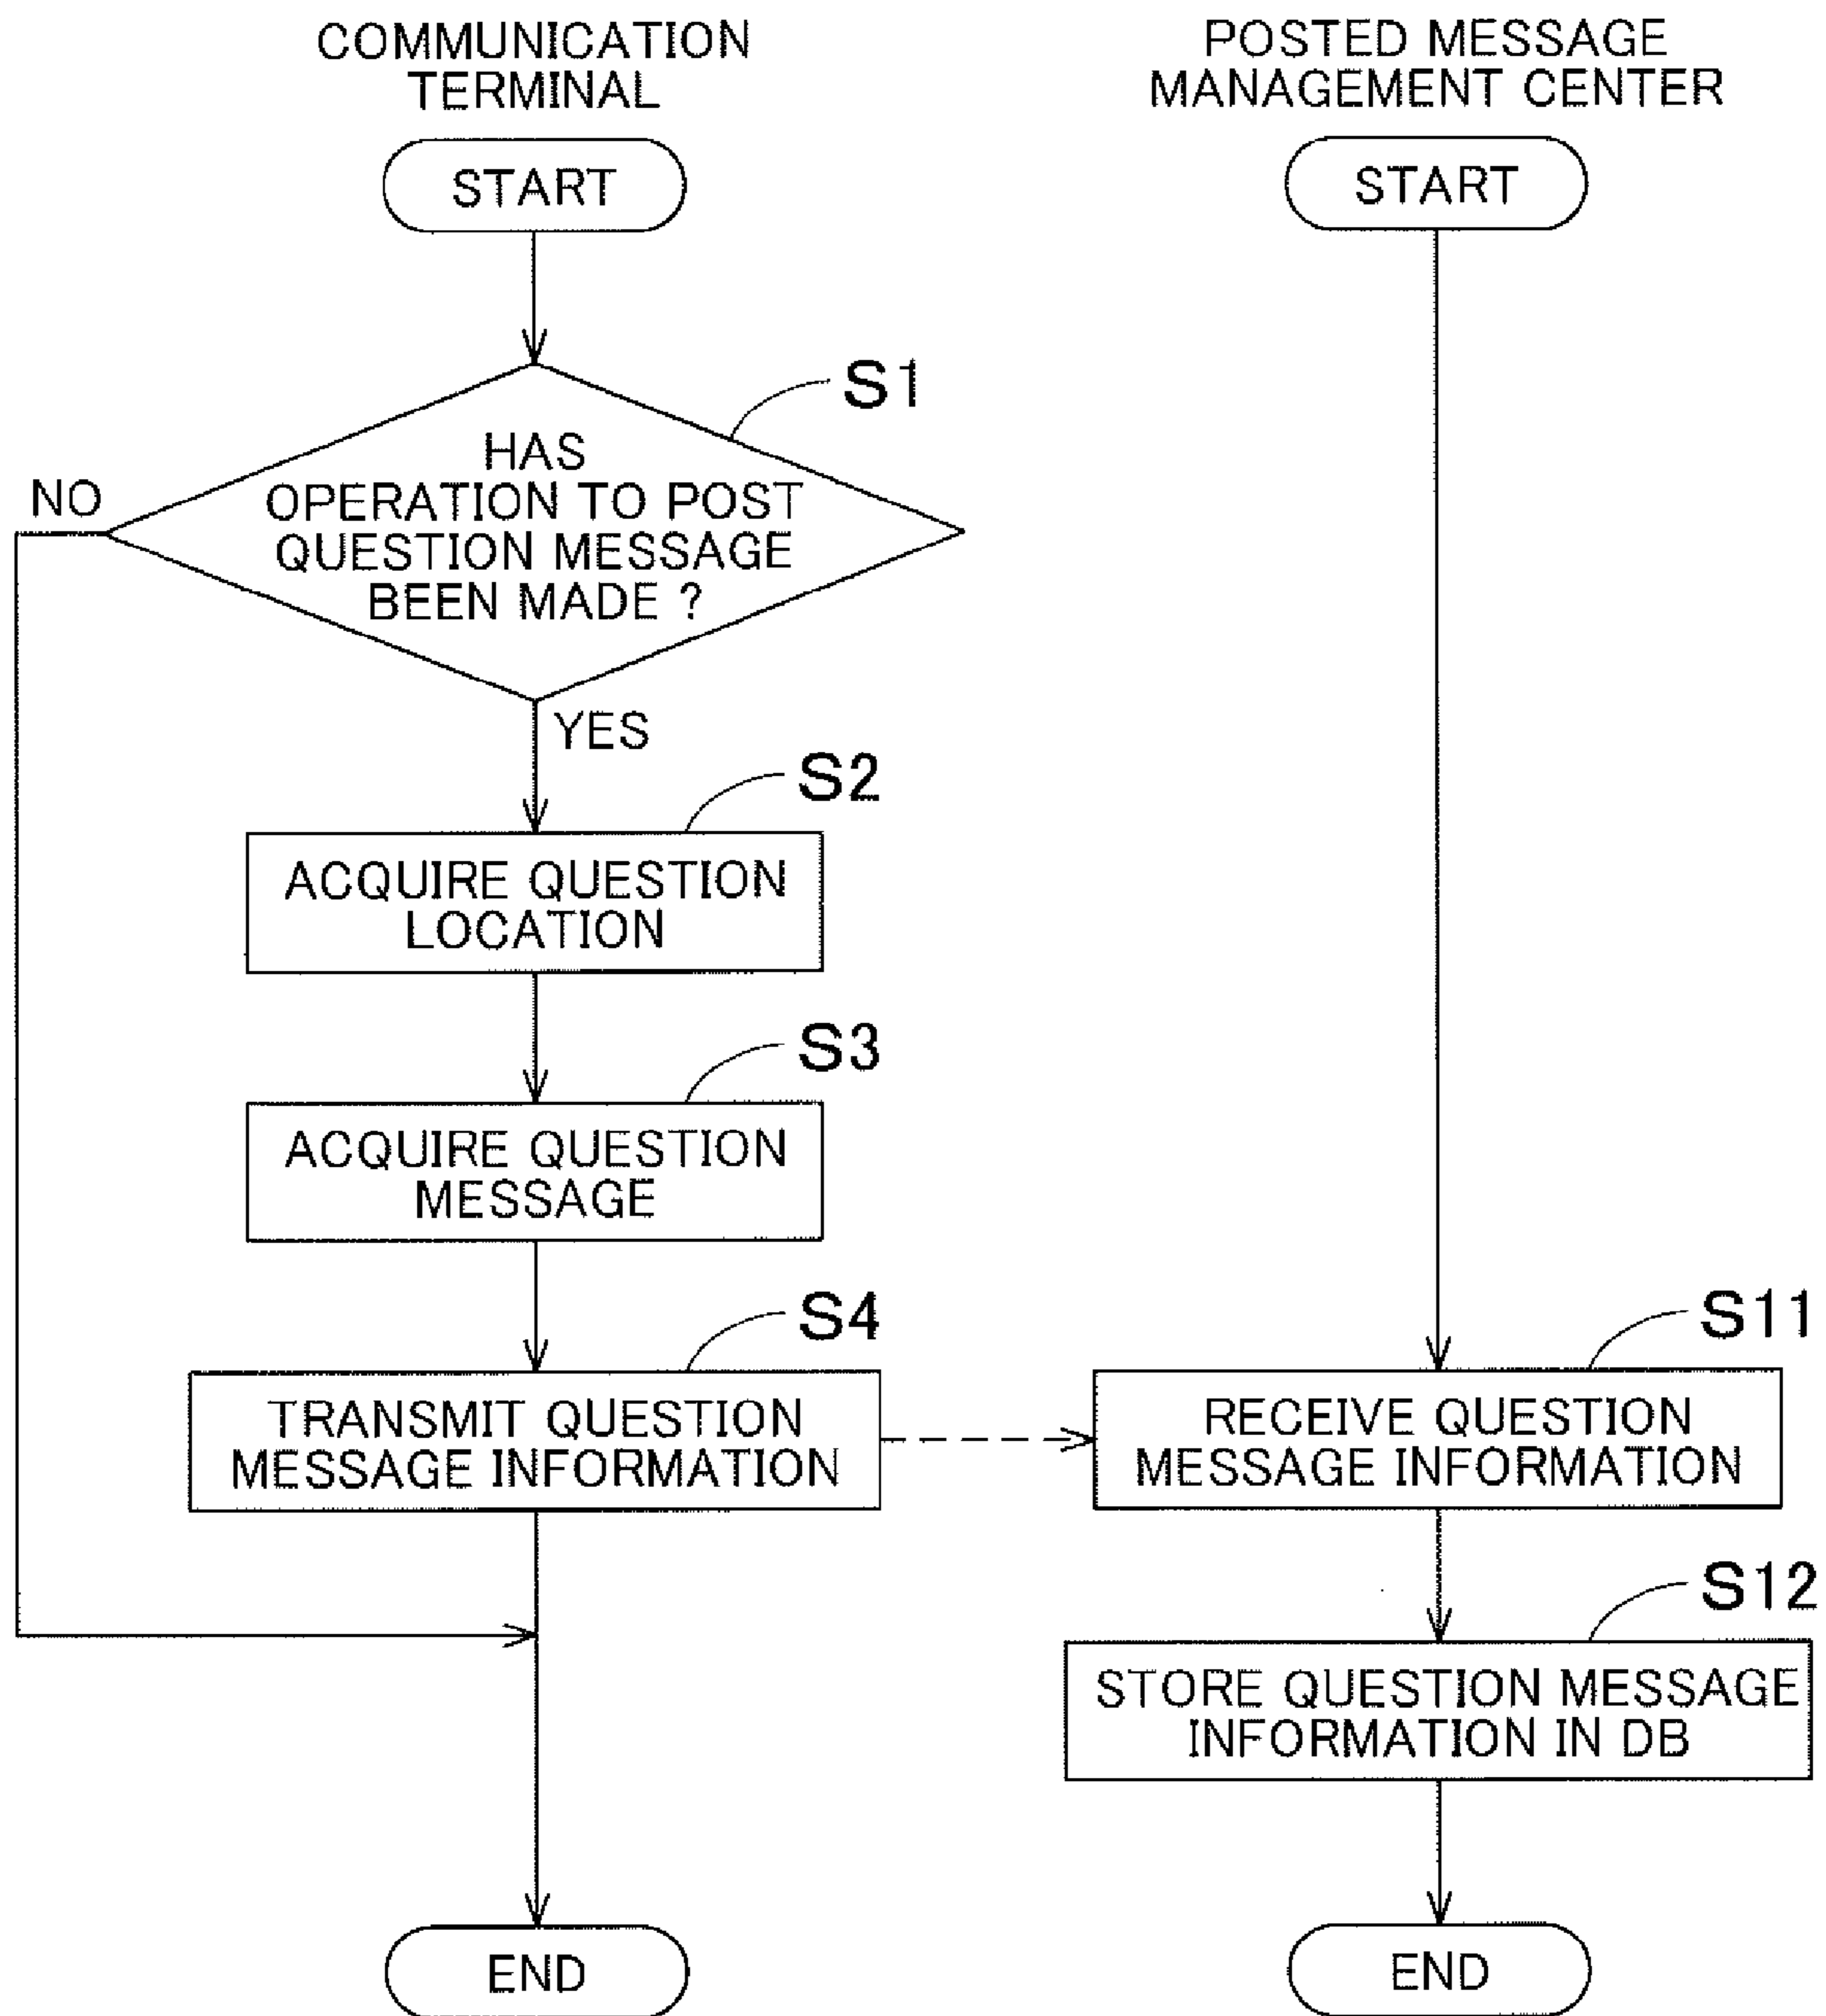 COMMUNICATION
TERMINAL
START
S1
HAS
OPERATION TO POST
QUESTION MESSAGE
BEEN MADE ?
NO
YES
S2
ACQUIRE QUESTION
LOCATION
S3
ACQUIRE QUESTION
MESSAGE
S4
TRANSMIT QUESTION
MESSAGE INFORMATION
END
POSTED MESSAGE
MANAGEMENT CENTER
START
S11
RECEIVE QUESTION
MESSAGE INFORMATION
S12
STORE QUESTION MESSAGE
INFORMATION IN DB
END